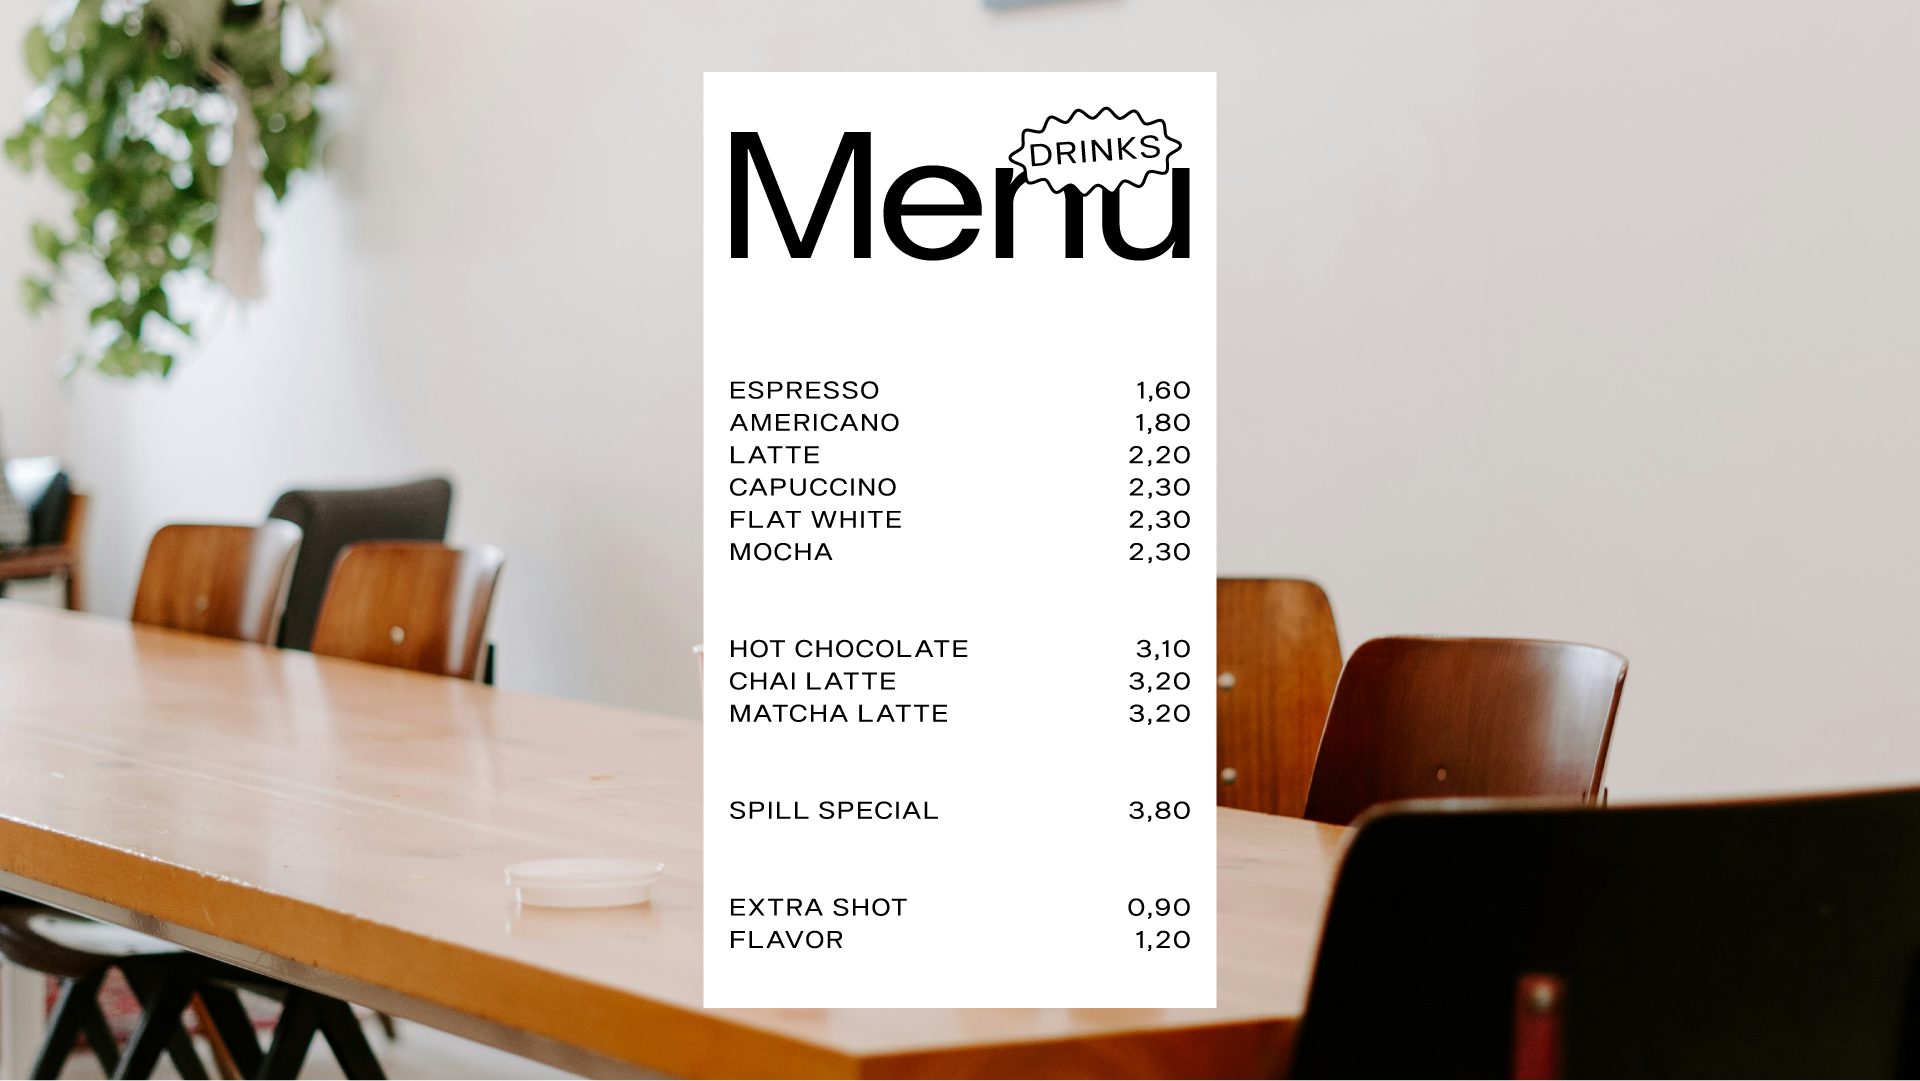 Menu
DRINKS
ESPRESSO 1,60
AMERICANO 1,80
LATTE 2,20
CAPUCCINO 2,30
FLAT WHITE 2,30
MOCHA 2,30
HOT CHOCOLATE 3,10
CHAI LATTE 3,20
MATCHA LATTE 3,20
SPILL SPECIAL 3,80
EXTRA SHOT 0,90
FLAVOR 1,20